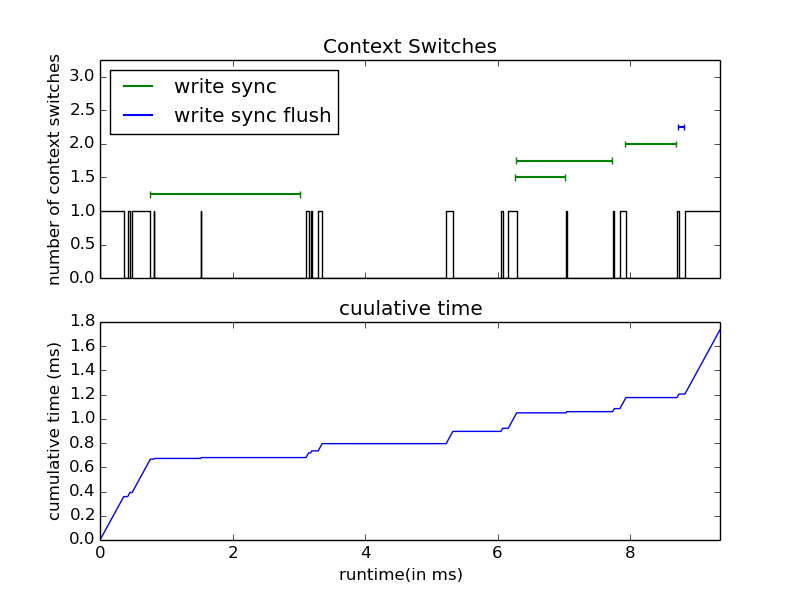 Context Switches
number of context switches
3.0
2.5
2.0
1.5
1.0
0.5
0.0
write sync
write sync flush
cuulative time
cumulative time (ms)
1.8
1.6
1.4
1.2
1.0
0.8
0.6
0.4
0.2
0.0
0 2 4 6 8
runtime(in ms)